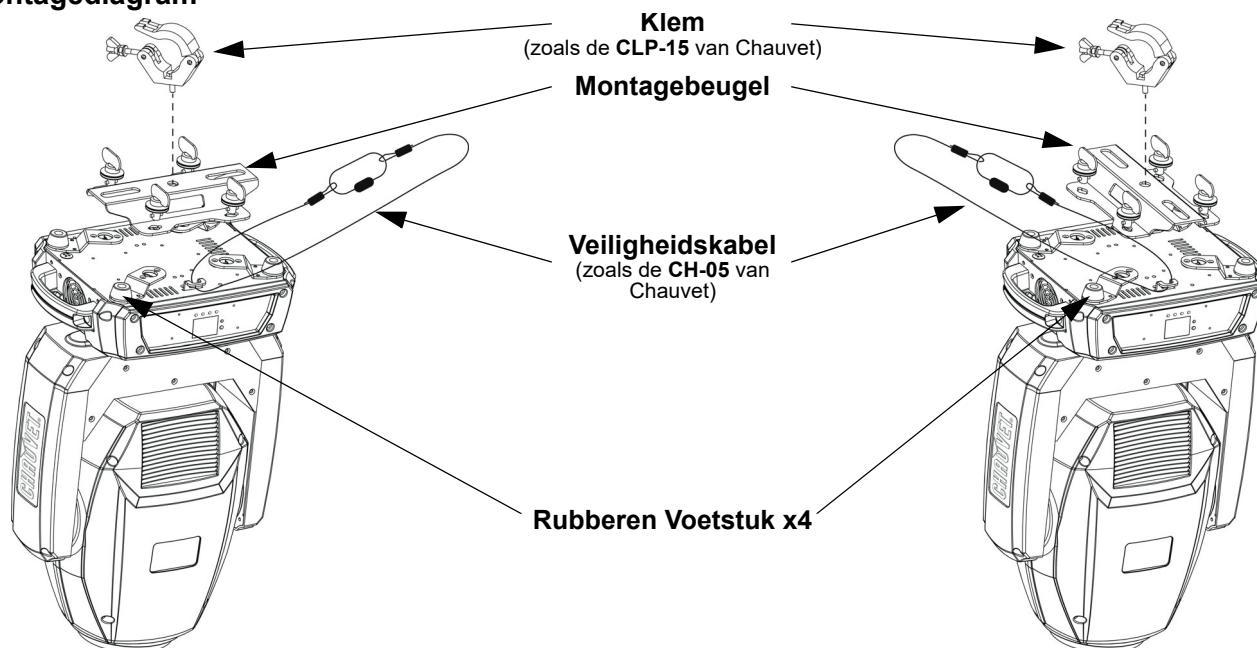 ontagediagram
Klem
(zoals de CLP-15 van Chauvet)
Montagebeugel
Veiligheidskabel
(zoals de CH-05 van
Chauvet)
Rubberen Voetstuk x4
CHAUVET
CHAUVET